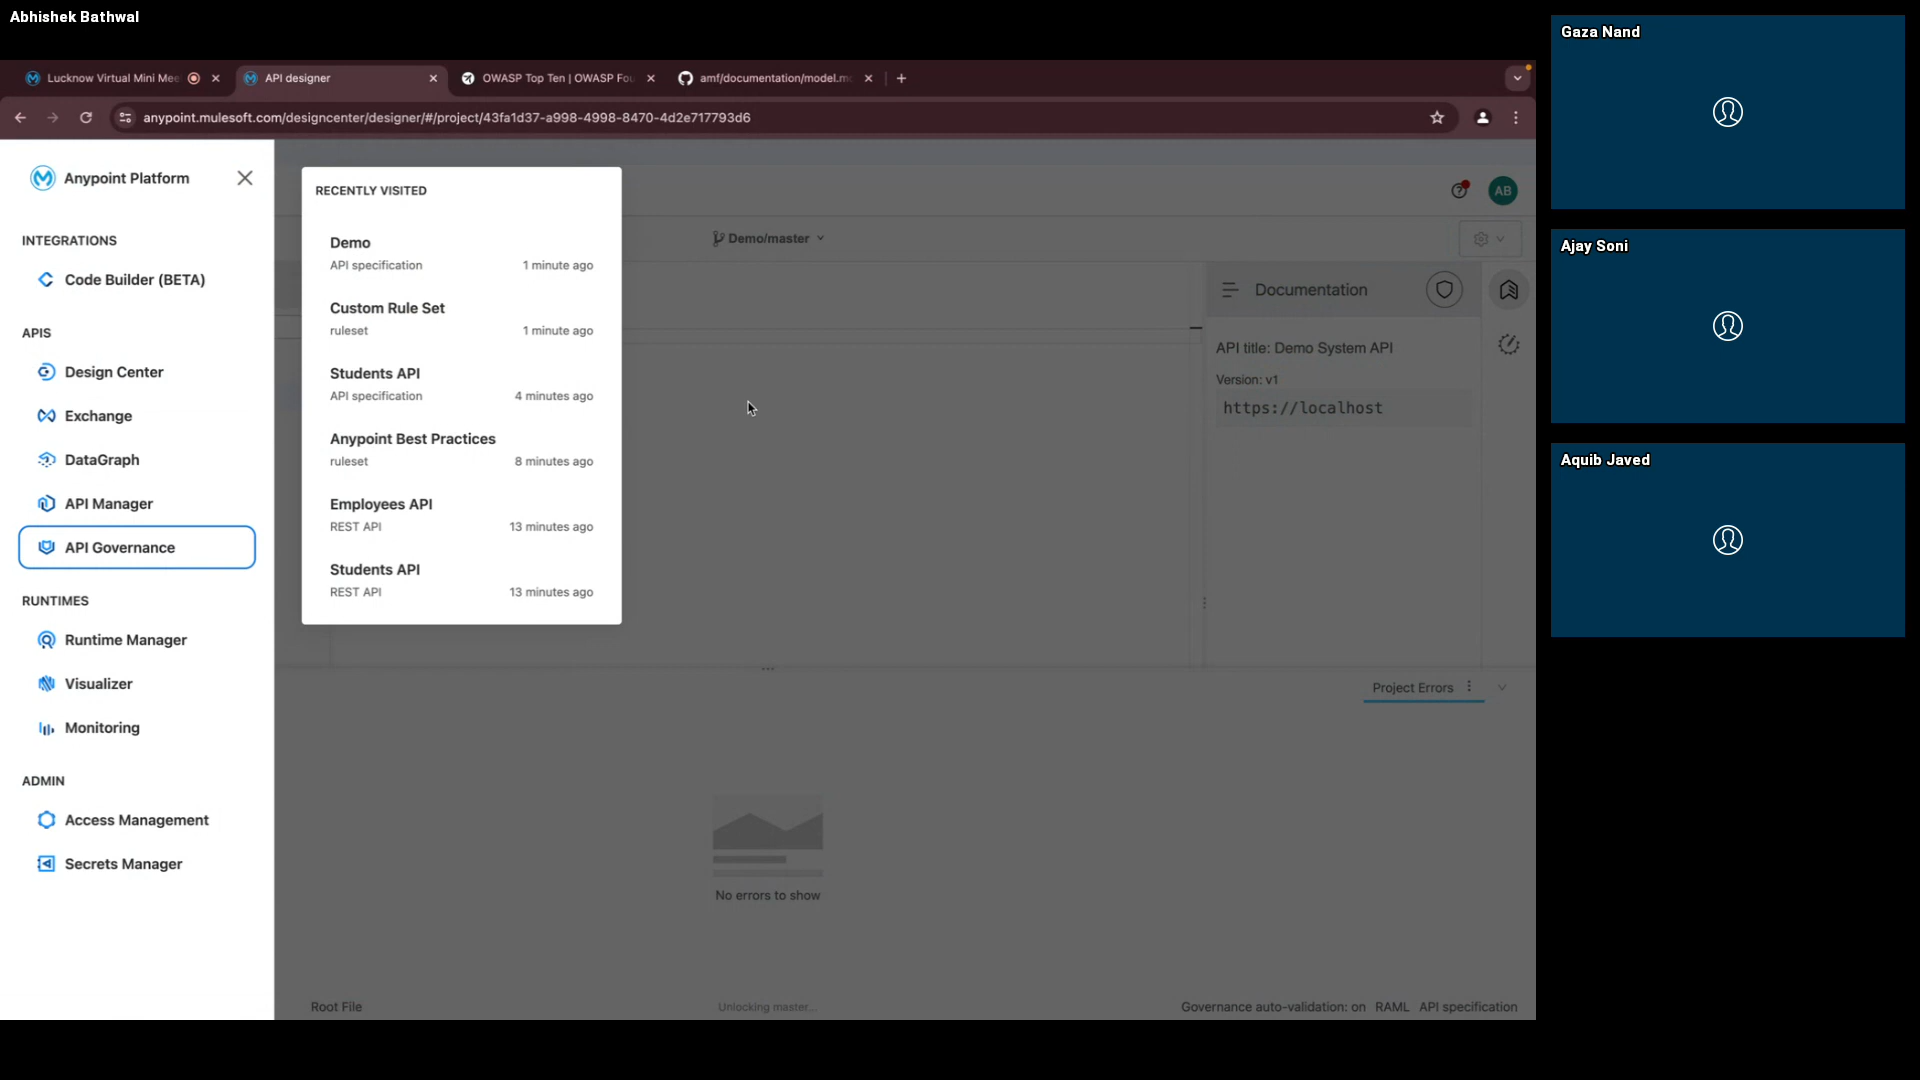 Abhishek Bathwal
Lucknow Virtual Mini Mee
API designer
OWASP Top Ten | OWASP Fou
amf/documentation/model.m
anypoint.mulesoft.com/designcenter/designer/#/project/43fa1d37-a998-4998-8470-4d2e717793d6
Anypoint Platform
INTEGRATIONS
Code Builder (BETA)
APIS
Design Center
Exchange
DataGraph
API Manager
API Governance
RUNTIMES
Runtime Manager
Visualizer
Monitoring
ADMIN
Access Management
Secrets Manager
RECENTLY VISITED
Demo
API specification 1 minute ago
Custom Rule Set
ruleset 1 minute ago
Students API
API specification 4 minutes ago
Anypoint Best Practices
ruleset 8 minutes ago
Employees API
REST API 13 minutes ago
Students API
REST API 13 minutes ago
AB
Demo/master
Documentation
API title: Demo System API
Version: v1
https://localhost
Project Errors
No errors to show
Root File
Unlocking master...
Governance auto-validation: on RAML API specification
Gaza Nand
Ajay Soni
Aquib Javed